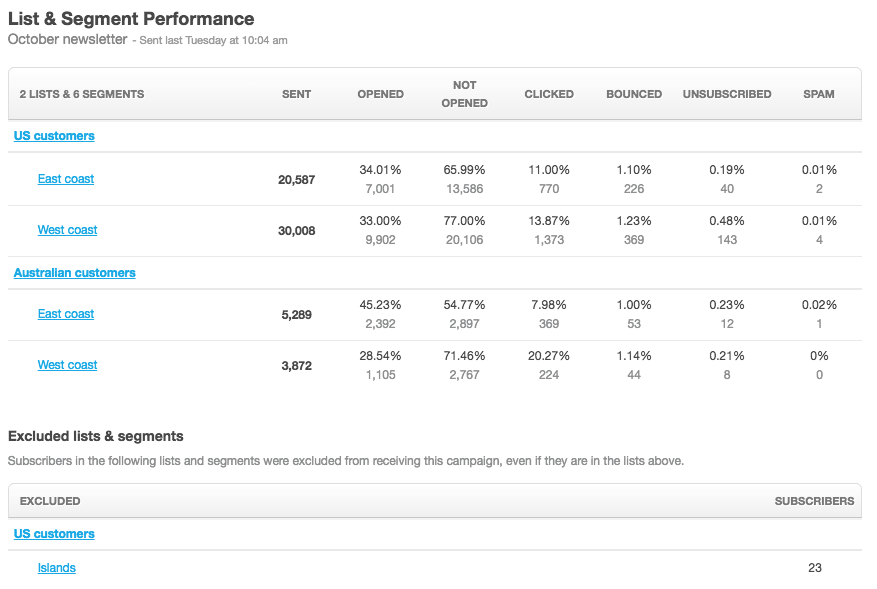 List & Segment Performance
October newsletter - Sent last Tuesday at 10:04 am
2 LISTS & 6 SEGMENTS SENT OPENED NOT OPENED CLICKED BOUNCED UNSUBSCRIBED SPAM
US customers
East coast 20,587 34.01% 65.99% 11.00% 1.10% 0.19% 0.01%
7,001 13,586 770 226 40 2
West coast 30,008 33.00% 77.00% 13.87% 1.23% 0.48% 0.01%
9,902 20,106 1,373 369 143 4
Australian customers
East coast 5,289 45.23% 54.77% 7.98% 1.00% 0.23% 0.02%
2,392 2,897 369 53 12 1
West coast 3,872 28.54% 71.46% 20.27% 1.14% 0.21% 0%
1,105 2,767 224 44 8 0
Excluded lists & segments
Subscribers in the following lists and segments were excluded from receiving this campaign, even if they are in the lists above.
EXCLUDED SUBSCRIBERS
US customers
Islands 23